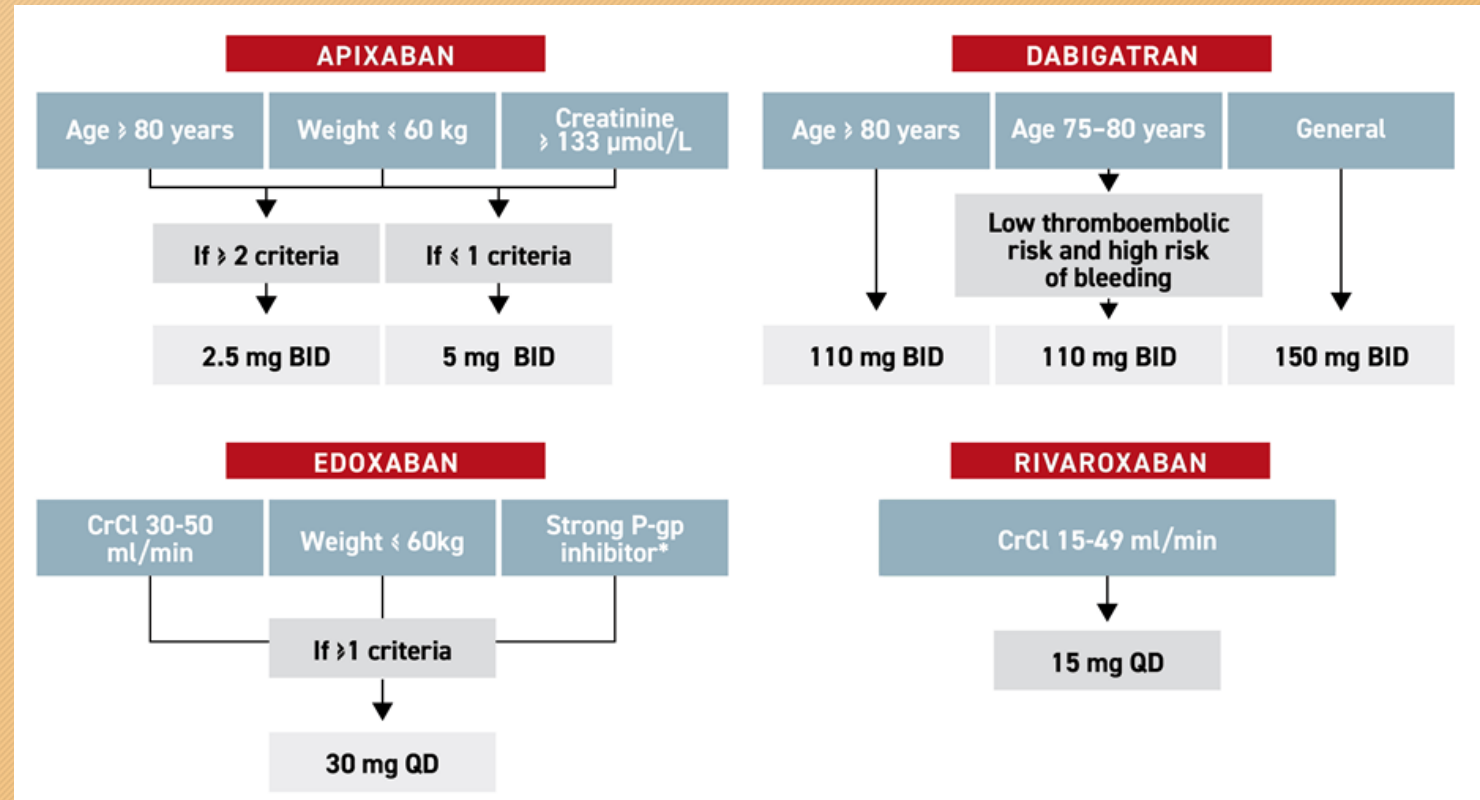 APIXABAN
Age ⩾ 80 years
Weight ⩽ 60 kg
Creatinine
⩾ 133 µmol/L
If ⩾ 2 criteria
If ⩽ 1 criteria
2.5 mg BID
5 mg BID
DABIGATRAN
Age ⩾ 80 years
Age 75–80 years
General
Low thromboembolic
risk and high risk
of bleeding
110 mg BID
110 mg BID
150 mg BID
EDOXABAN
CrCl 30-50
ml/min
Weight ⩽ 60kg
Strong P-gp
inhibitor*
If ⩾1 criteria
30 mg QD
RIVAROXABAN
CrCl 15-49 ml/min
15 mg QD